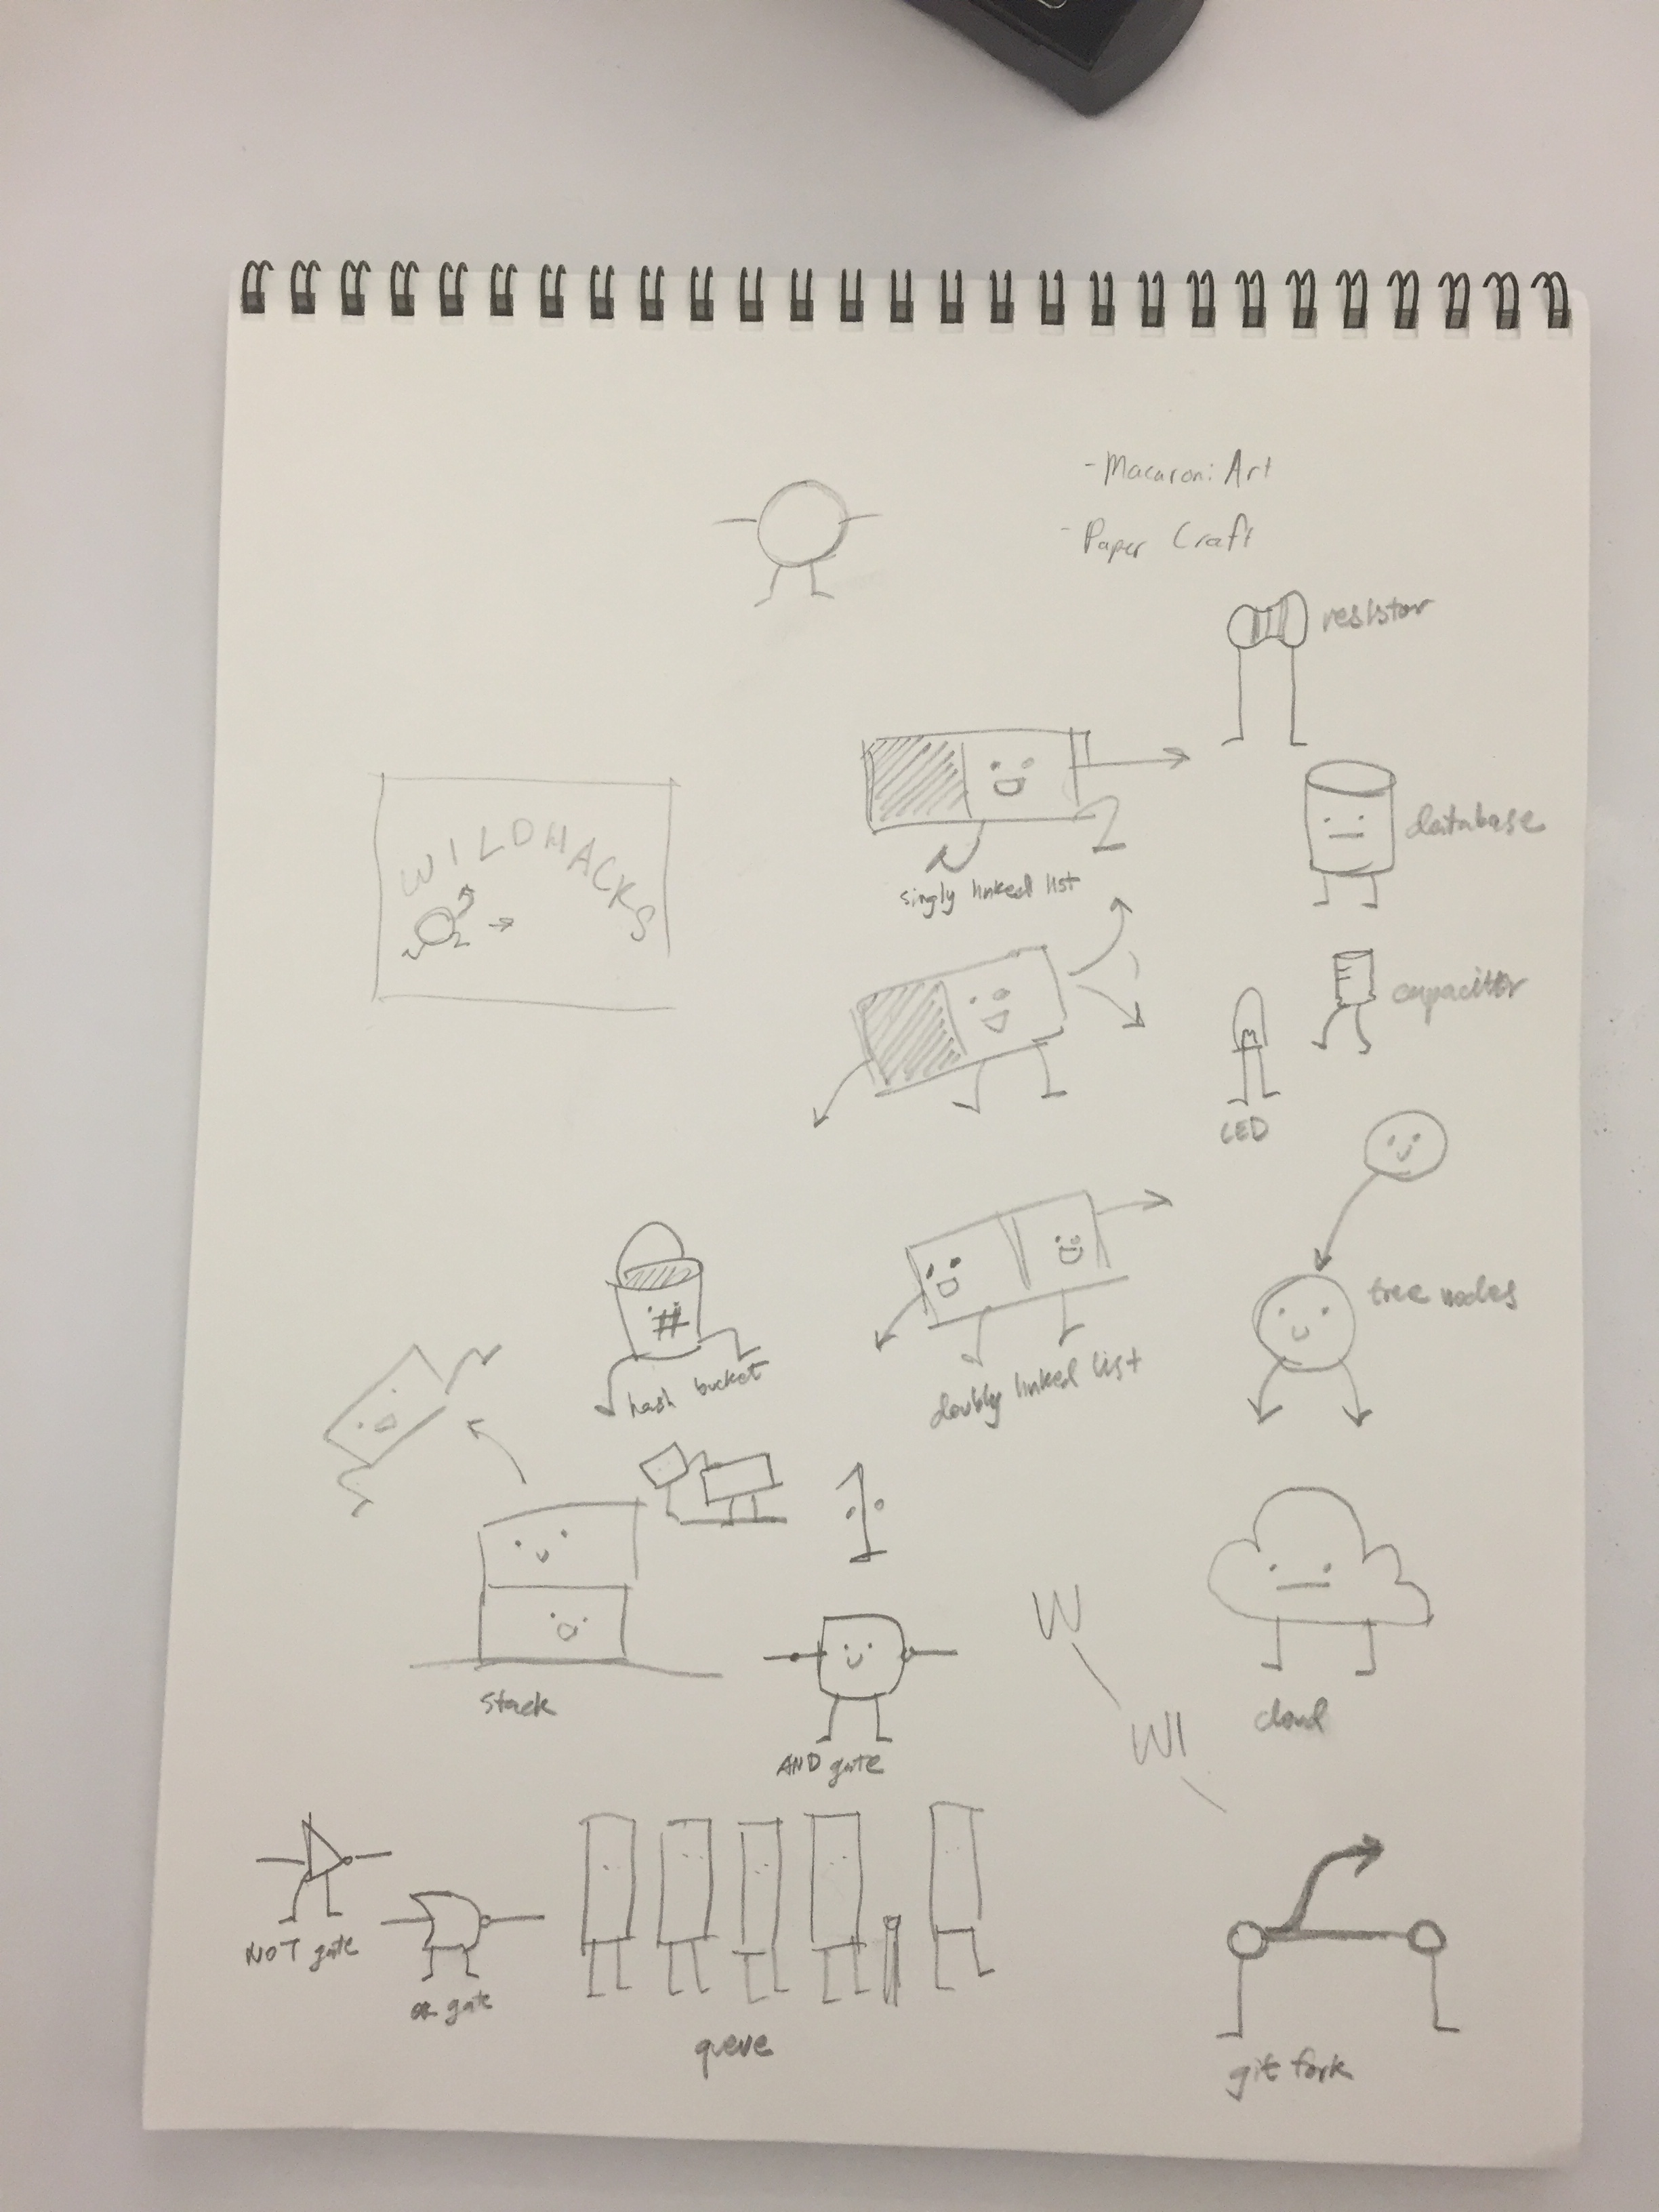 - Macaroni Art
- Paper Craft
resistor
WILDHACKS
singly linked list
database
capacitor
LED
tree nodes
#
hash bucket
doubly linked list
1
W
WI
stack
AND gate
cloud
NOT gate
OR gate
queue
git fork